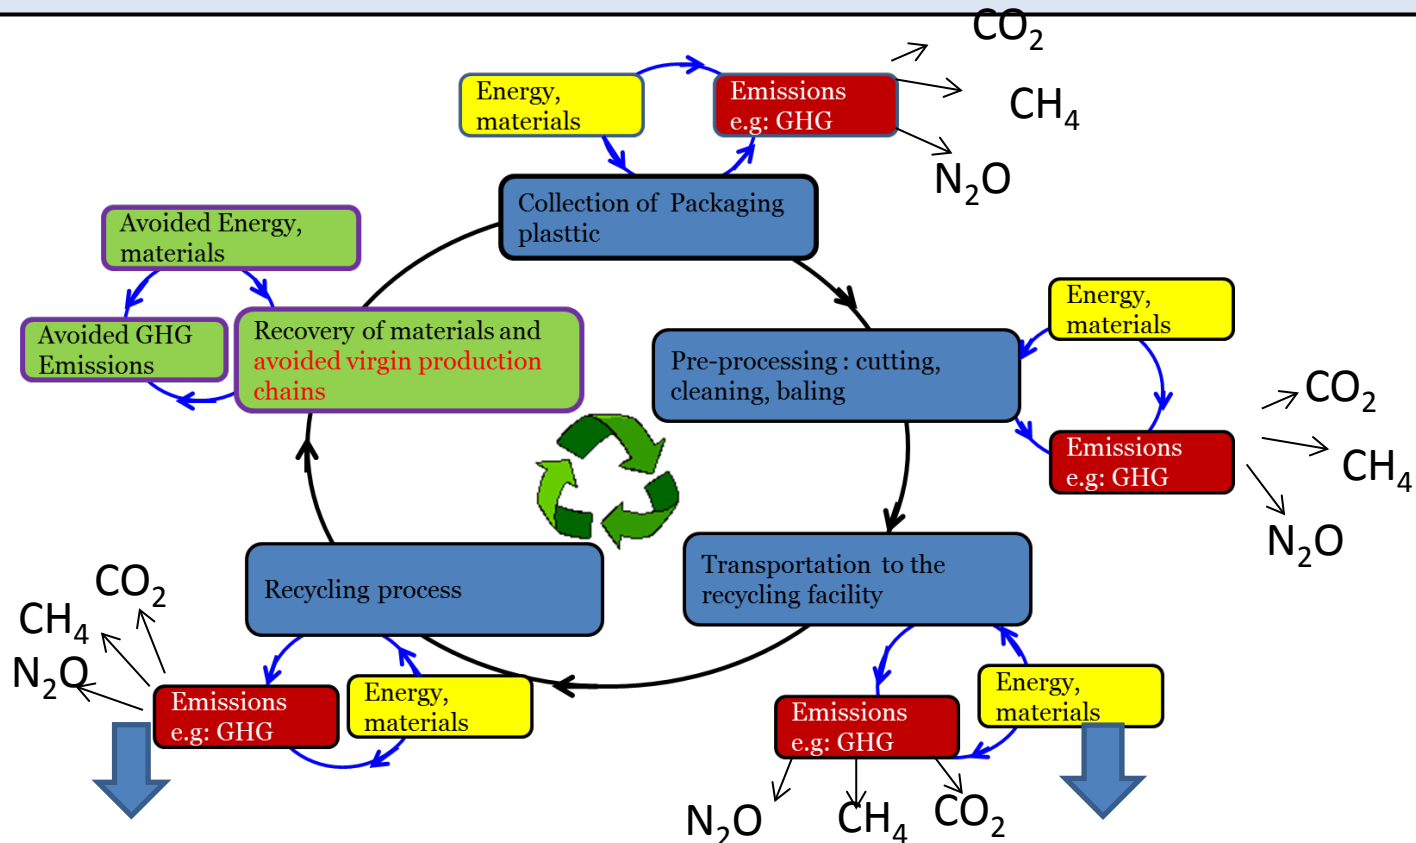 CO₂
Energy,
materials
Emissions
e.g: GHG
CH₄
N₂O
Collection of Packaging
plasttic
Avoided Energy,
materials
Avoided GHG
Emissions
Recovery of materials and
avoided virgin production
chains
Energy,
materials
Pre-processing : cutting,
cleaning, baling
Emissions
e.g: GHG
CO₂
CH₄
N₂O
Transportation to the
recycling facility
Recycling process
CO₂
CH₄
N₂O
Emissions
e.g: GHG
Energy,
materials
Energy,
materials
Emissions
e.g: GHG
N₂O
CH₄
CO₂